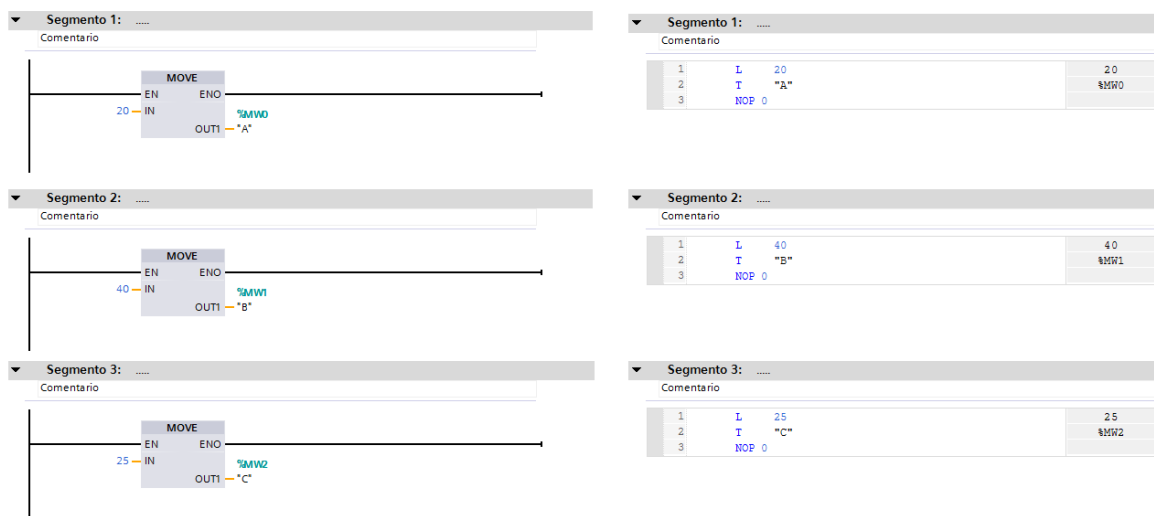 Segmento 1: .....
Comentario
MOVE
EN ENO
20 IN
%MW0
OUT1 "A"
Segmento 2: .....
Comentario
MOVE
EN ENO
40 IN
%MW1
OUT1 "B"
Segmento 3: .....
Comentario
MOVE
EN ENO
25 IN
%MW2
OUT1 "C"
Segmento 1: .....
Comentario
1 L 20 20
2 T "A" %MW0
3 NOP 0
Segmento 2: .....
Comentario
1 L 40 40
2 T "B" %MW1
3 NOP 0
Segmento 3: .....
Comentario
1 L 25 25
2 T "C" %MW2
3 NOP 0